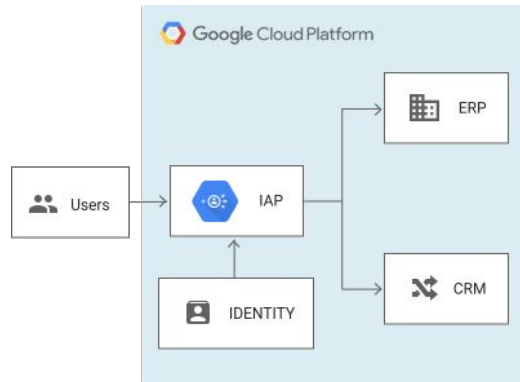 Google Cloud Platform
ERP
Users
IAP
IDENTITY
CRM